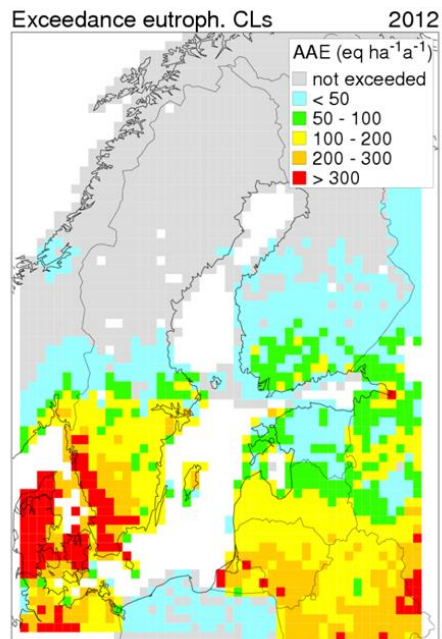 Exceedance eutroph. CLs 2012
AAE (eq ha⁻¹a⁻¹)
not exceeded
< 50
50 - 100
100 - 200
200 - 300
> 300